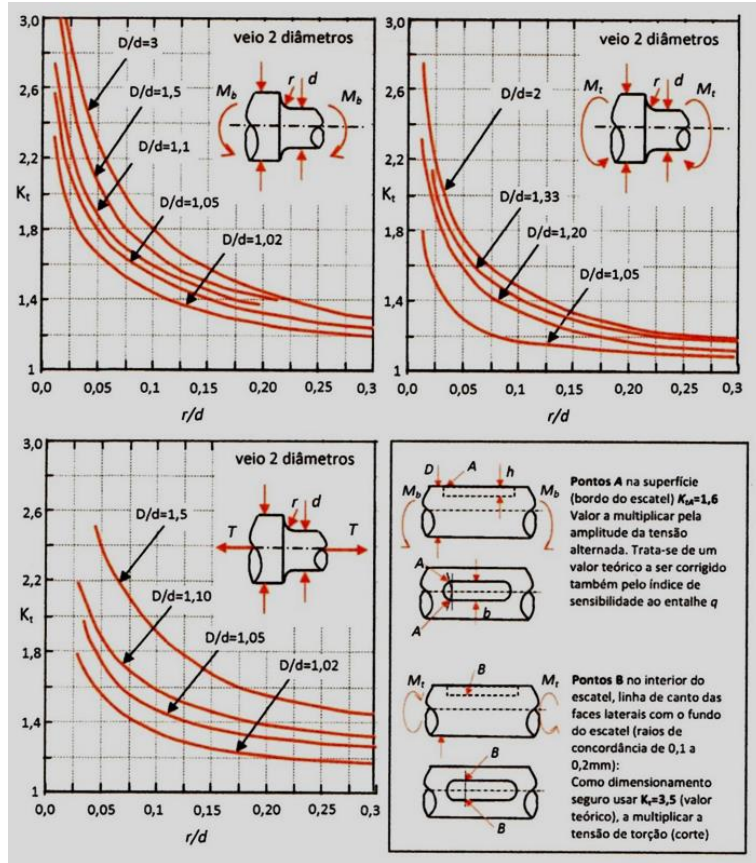 veio 2 diâmetros
3,0
2,6
2,2
K_t
1,8
1,4
1
0,0 0,05 0,1 0,15 0,20 0,25 0,3
r/d
D/d=3
D/d=1,5
D/d=1,1
D/d=1,05
D/d=1,02
M_b r d M_b
veio 2 diâmetros
3,0
2,6
2,2
K_t
1,8
1,4
1
0,0 0,05 0,1 0,15 0,20 0,25 0,3
r/d
D/d=2
D/d=1,33
D/d=1,20
D/d=1,05
M_t r d M_t
veio 2 diâmetros
3,0
2,6
2,2
K_t
1,8
1,4
1
0,0 0,05 0,1 0,15 0,20 0,25 0,3
r/d
D/d=1,5
D/d=1,10
D/d=1,05
D/d=1,02
T r d T
D A h
M_b M_b
A
A b
Pontos A na superfície
(bordo do escatel) K_tA=1,6
Valor a multiplicar pela
amplitude da tensão
alternada. Trata-se de um
valor teórico a ser corrigido
também pelo índice de
sensibilidade ao entalhe q
B
M_t M_t
B
B
Pontos B no interior do
escatel, linha de canto das
faces laterais com o fundo
do escatel (raios de
concordância de 0,1 a
0,2mm):
Como dimensionamento
seguro usar K_t=3,5 (valor
teórico), a multiplicar a
tensão de torção (corte)